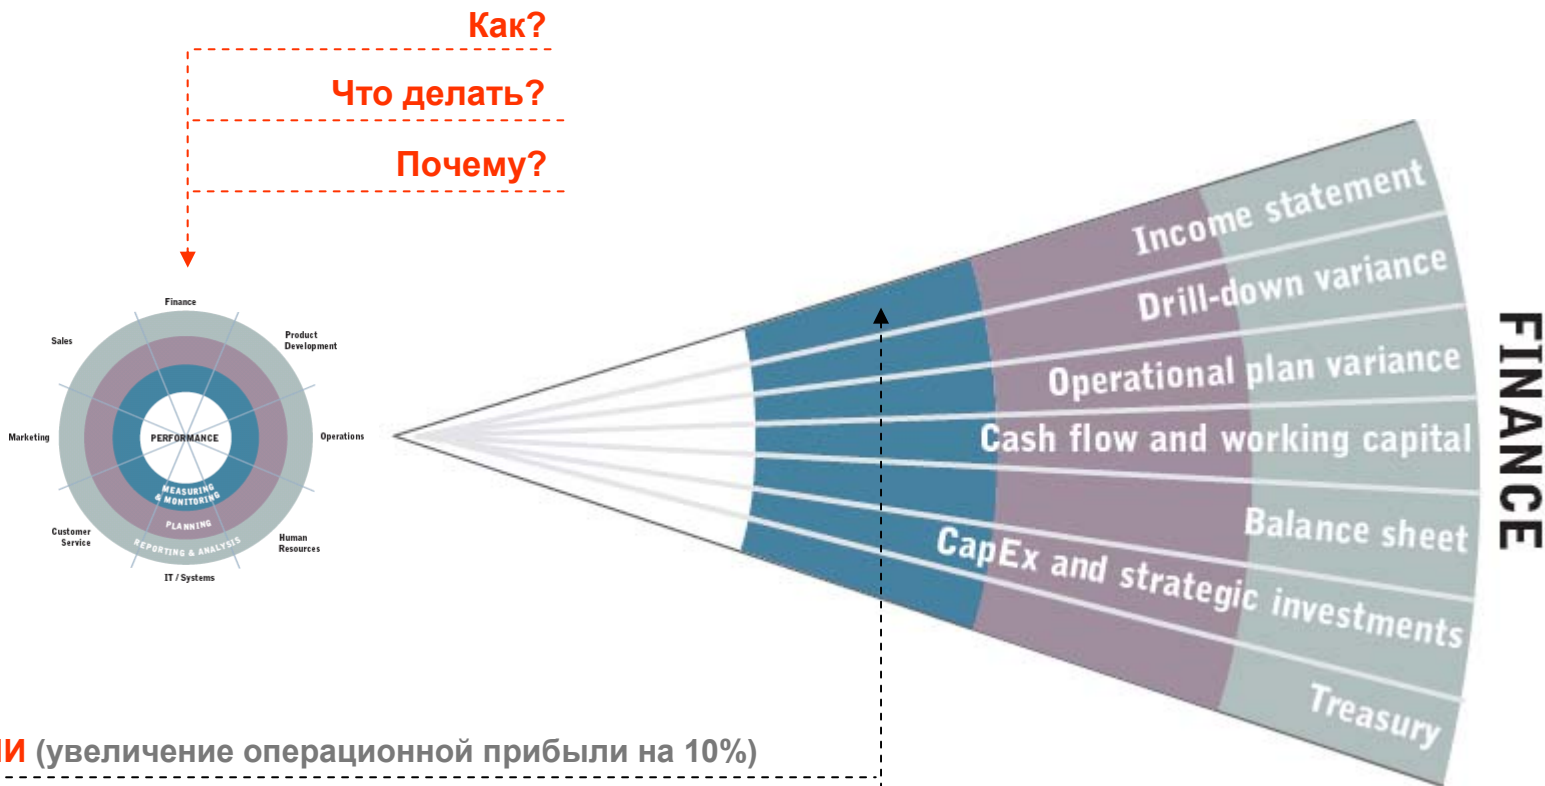 Как?
Что делать?
Почему?
Finance
Product
Development
Operations
Human
Resources
IT / Systems
Customer
Service
Marketing
Sales
PERFORMANCE
MEASURING
& MONITORING
PLANNING
REPORTING & ANALYSIS
Income statement
Drill-down variance
Operational plan variance
Cash flow and working capital
Balance sheet
CapEx and strategic investments
Treasury
FINANCE
(увеличение операционной прибыли на 10%)